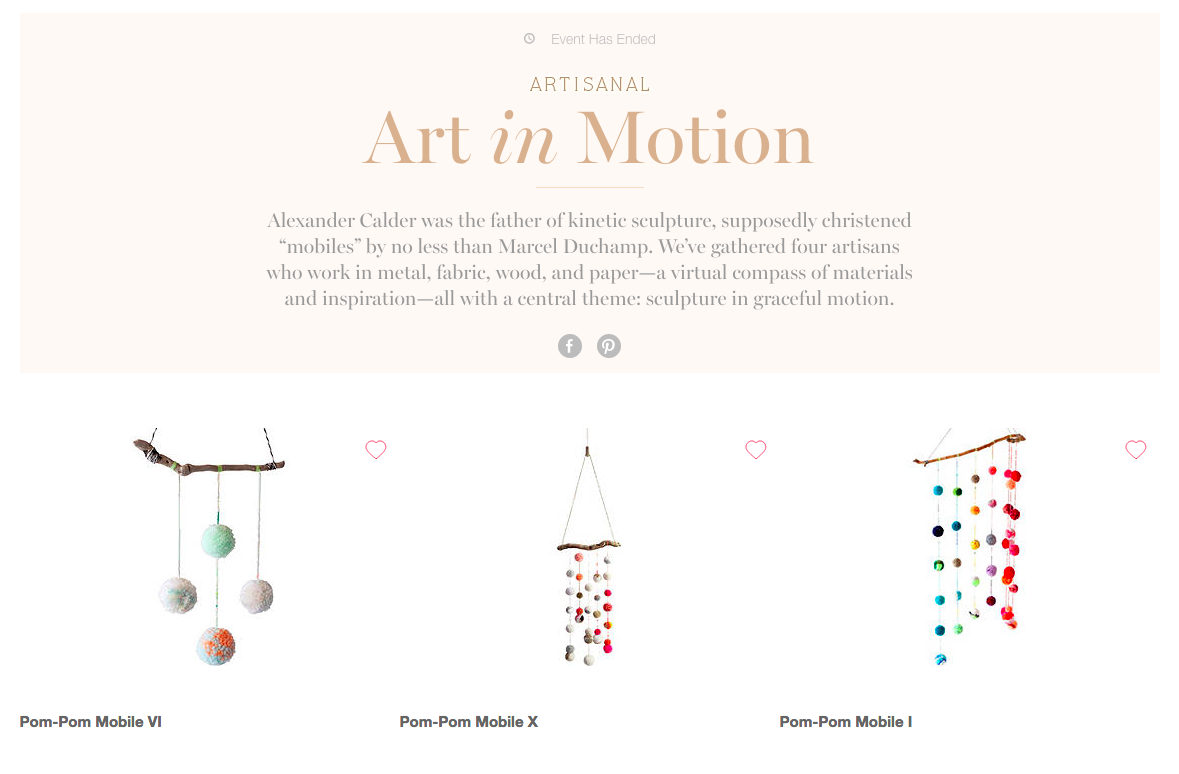 Event Has Ended
ARTISANAL
Art in Motion
Alexander Calder was the father of kinetic sculpture, supposedly christened
“mobiles” by no less than Marcel Duchamp. We’ve gathered four artisans
who work in metal, fabric, wood, and paper—a virtual compass of materials
and inspiration—all with a central theme: sculpture in graceful motion.
Pom-Pom Mobile VI
Pom-Pom Mobile X
Pom-Pom Mobile I